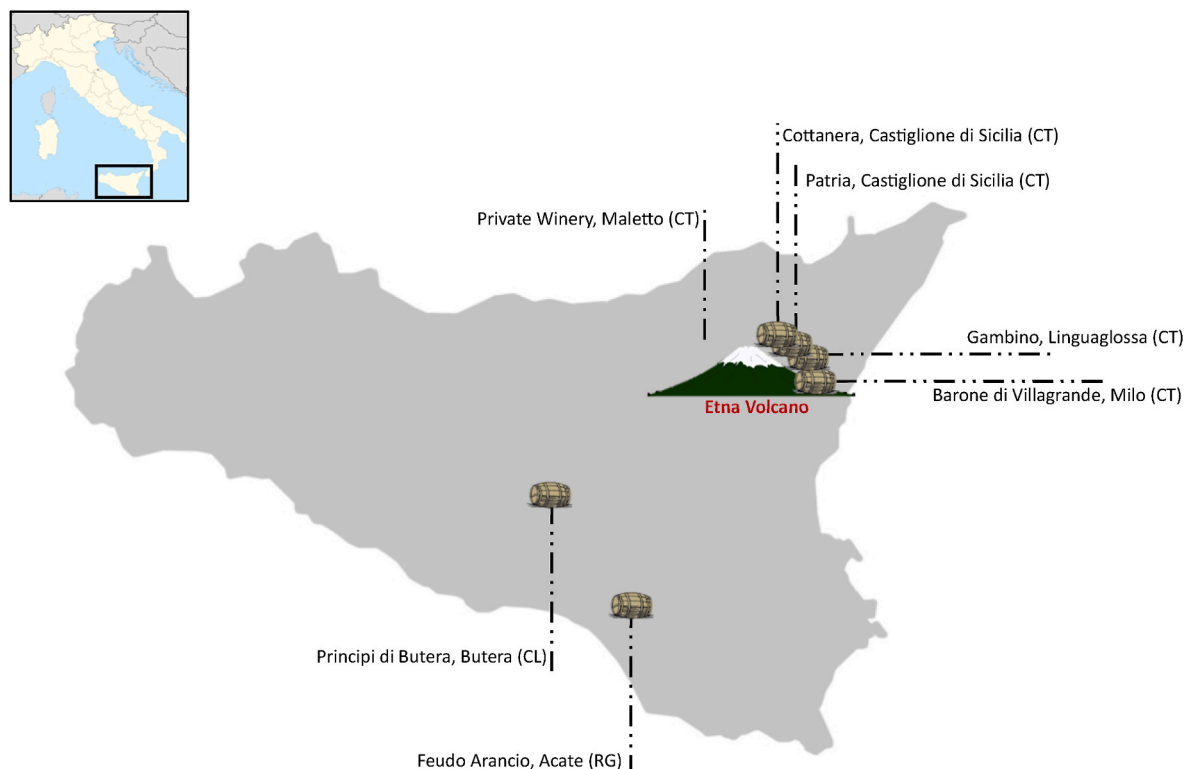 Cottanera, Castiglione di Sicilia (CT)
Patria, Castiglione di Sicilia (CT)
Private Winery, Maletto (CT)
Gambino, Linguaglossa (CT)
Barone di Villagrande, Milo (CT)
Etna Volcano
Principi di Butera, Butera (CL)
Feudo Arancio, Acate (RG)